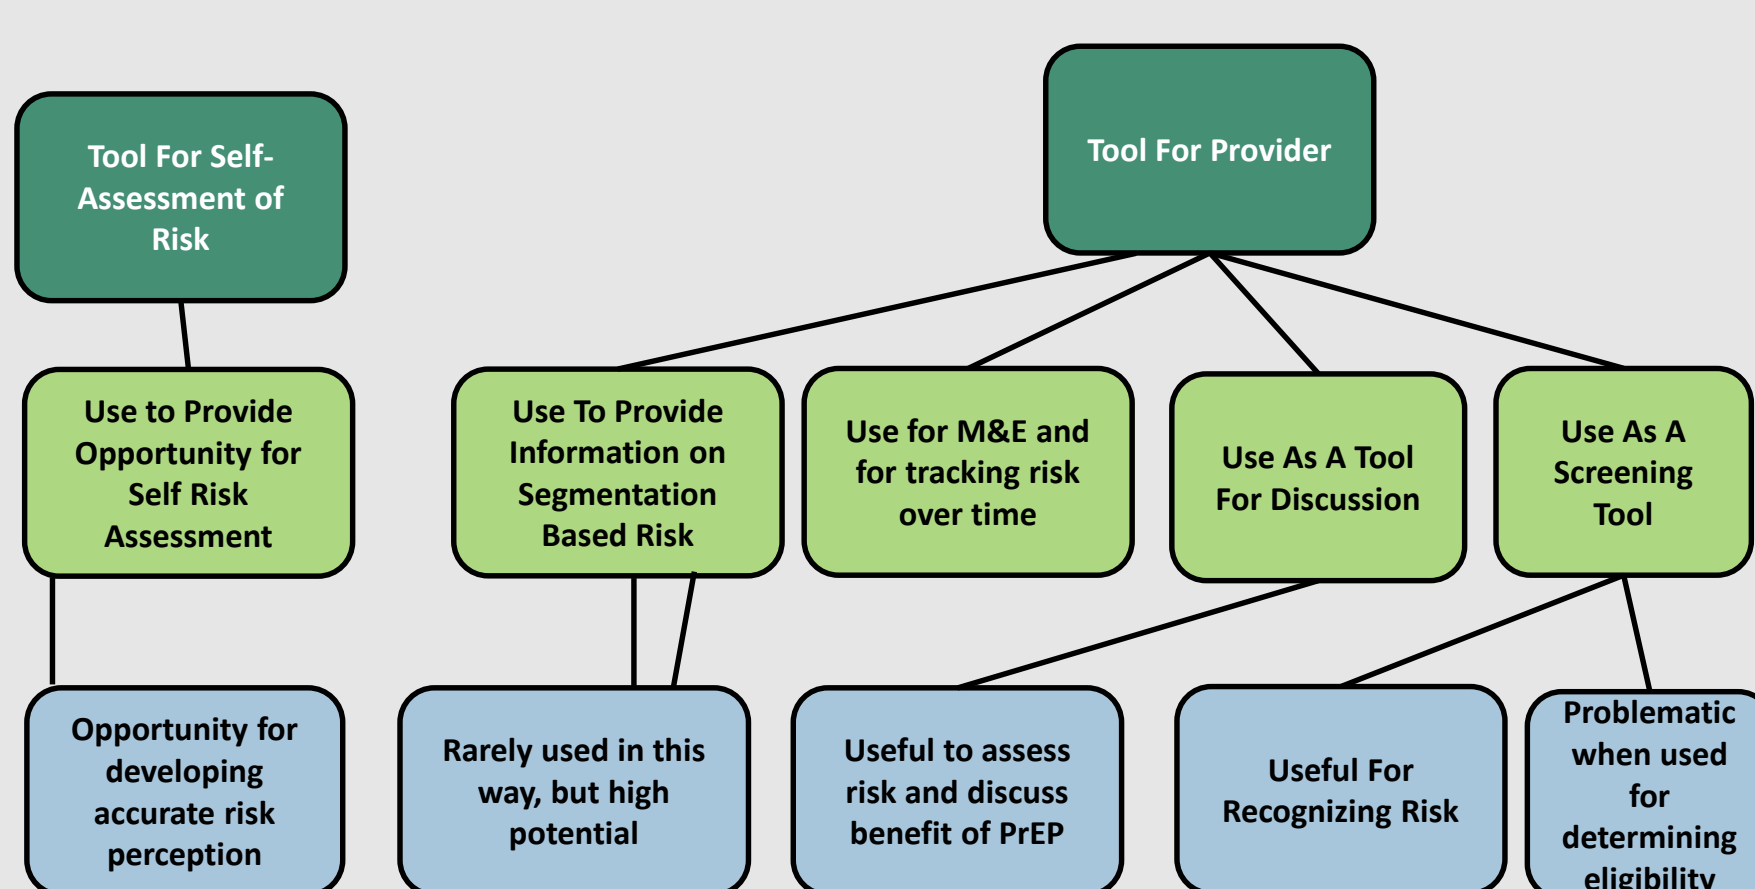 Tool For Self-
Assessment of
Risk
Tool For Provider
Use to Provide
Opportunity for
Self Risk
Assessment
Use To Provide
Information on
Segmentation
Based Risk
Use for M&E and
for tracking risk
over time
Use As A Tool
For Discussion
Use As A
Screening
Tool
Opportunity for
developing
accurate risk
perception
Rarely used in this
way, but high
potential
Useful to assess
risk and discuss
benefit of PrEP
Useful For
Recognizing Risk
Problematic
when used
for
determining
eligibility